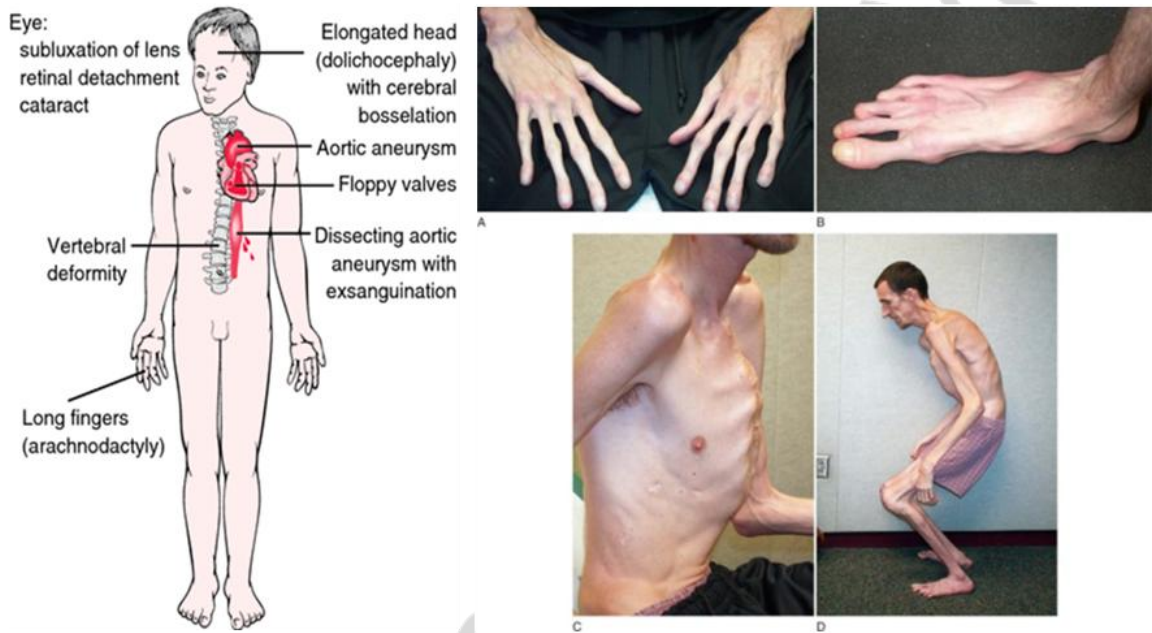 Eye:
subluxation of lens
retinal detachment
cataract
Elongated head
(dolichocephaly)
with cerebral
bosselation
Aortic aneurysm
Floppy valves
Vertebral
deformity
Dissecting aortic
aneurysm with
exsanguination
Long fingers
(arachnodactyly)
A
B
C
D